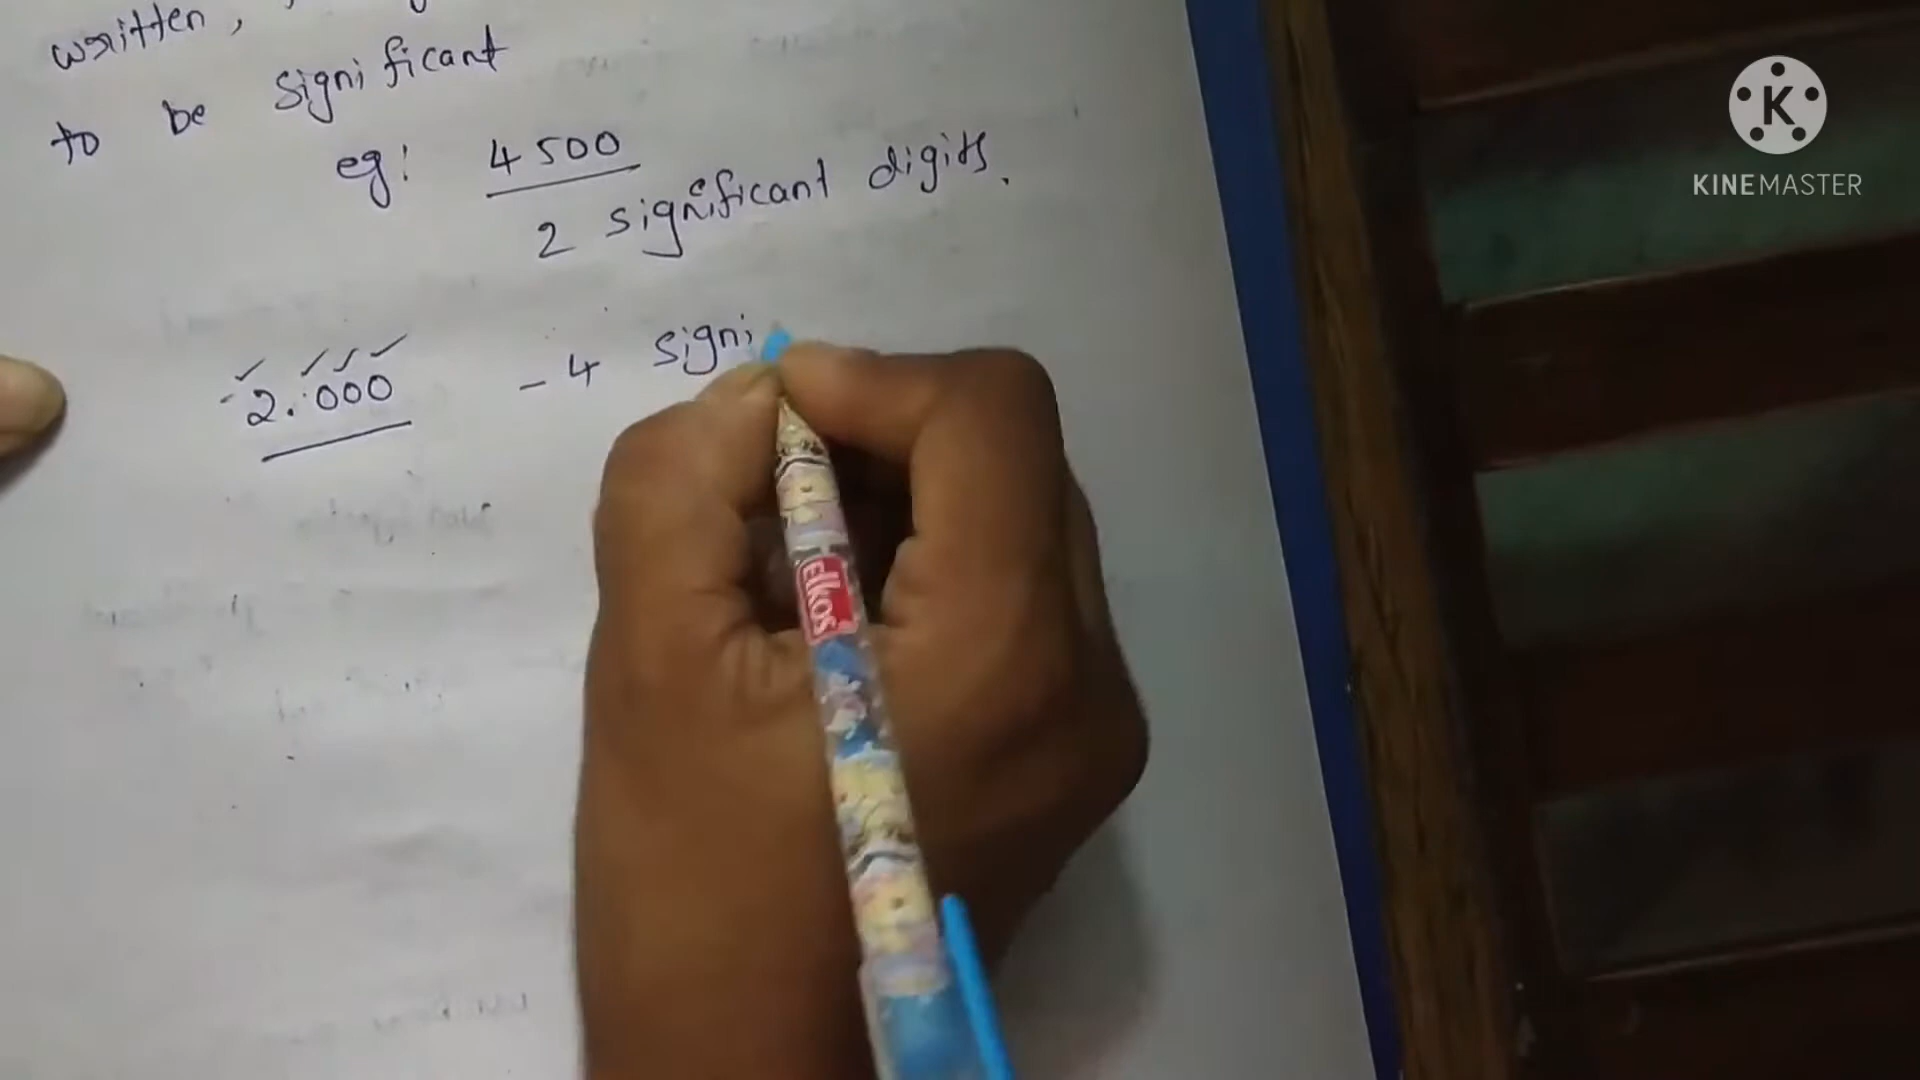 written,
to be significant
eg: 4500
2 significant digits.
2.000 - 4 signi
elkos
K
KINEMASTER